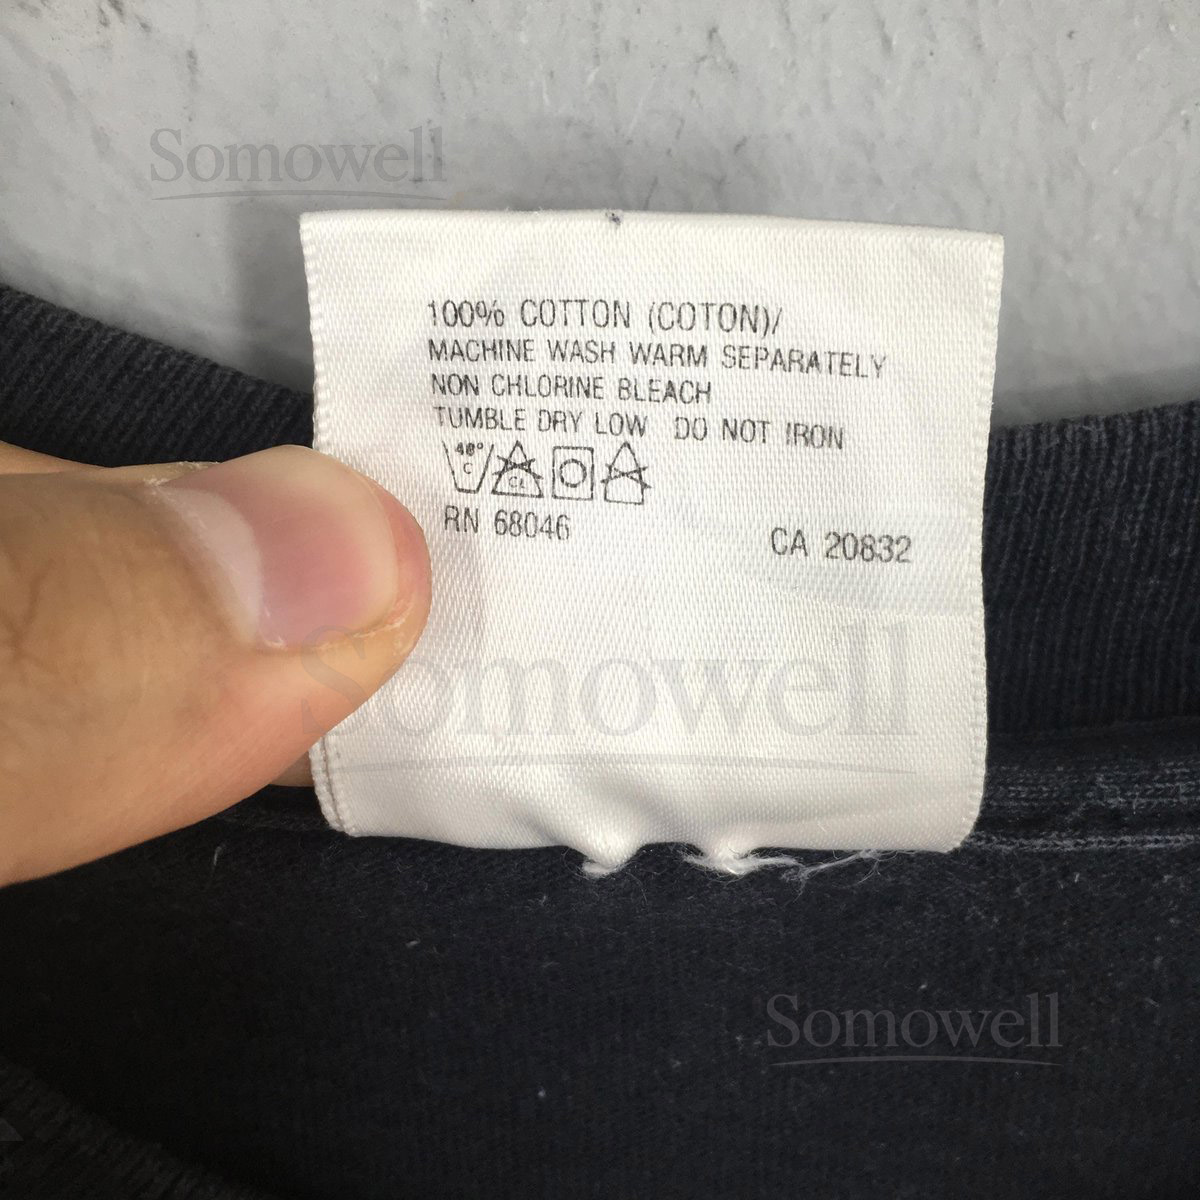 Somowell
100% COTTON (COTON)/
MACHINE WASH WARM SEPARATELY
NON CHLORINE BLEACH
TUMBLE DRY LOW DO NOT IRON
40°
C
CL
RN 68046 CA 20832
Somowell
Somowell